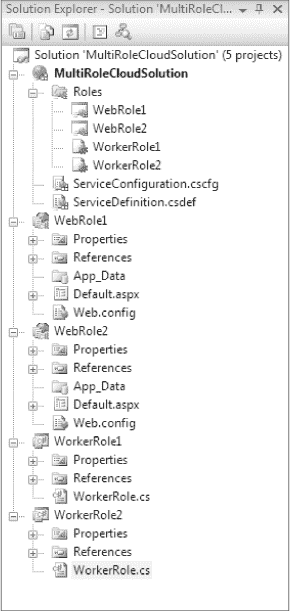 Solution Explorer - Solution 'MultiRoleCl...
Solution 'MultiRoleCloudSolution' (5 projects)
MultiRoleCloudSolution
Roles
WebRole1
WebRole2
WorkerRole1
WorkerRole2
ServiceConfiguration.cscfg
ServiceDefinition.csdef
WebRole1
Properties
References
App_Data
Default.aspx
Web.config
WebRole2
Properties
References
App_Data
Default.aspx
Web.config
WorkerRole1
Properties
References
WorkerRole.cs
WorkerRole2
Properties
References
WorkerRole.cs